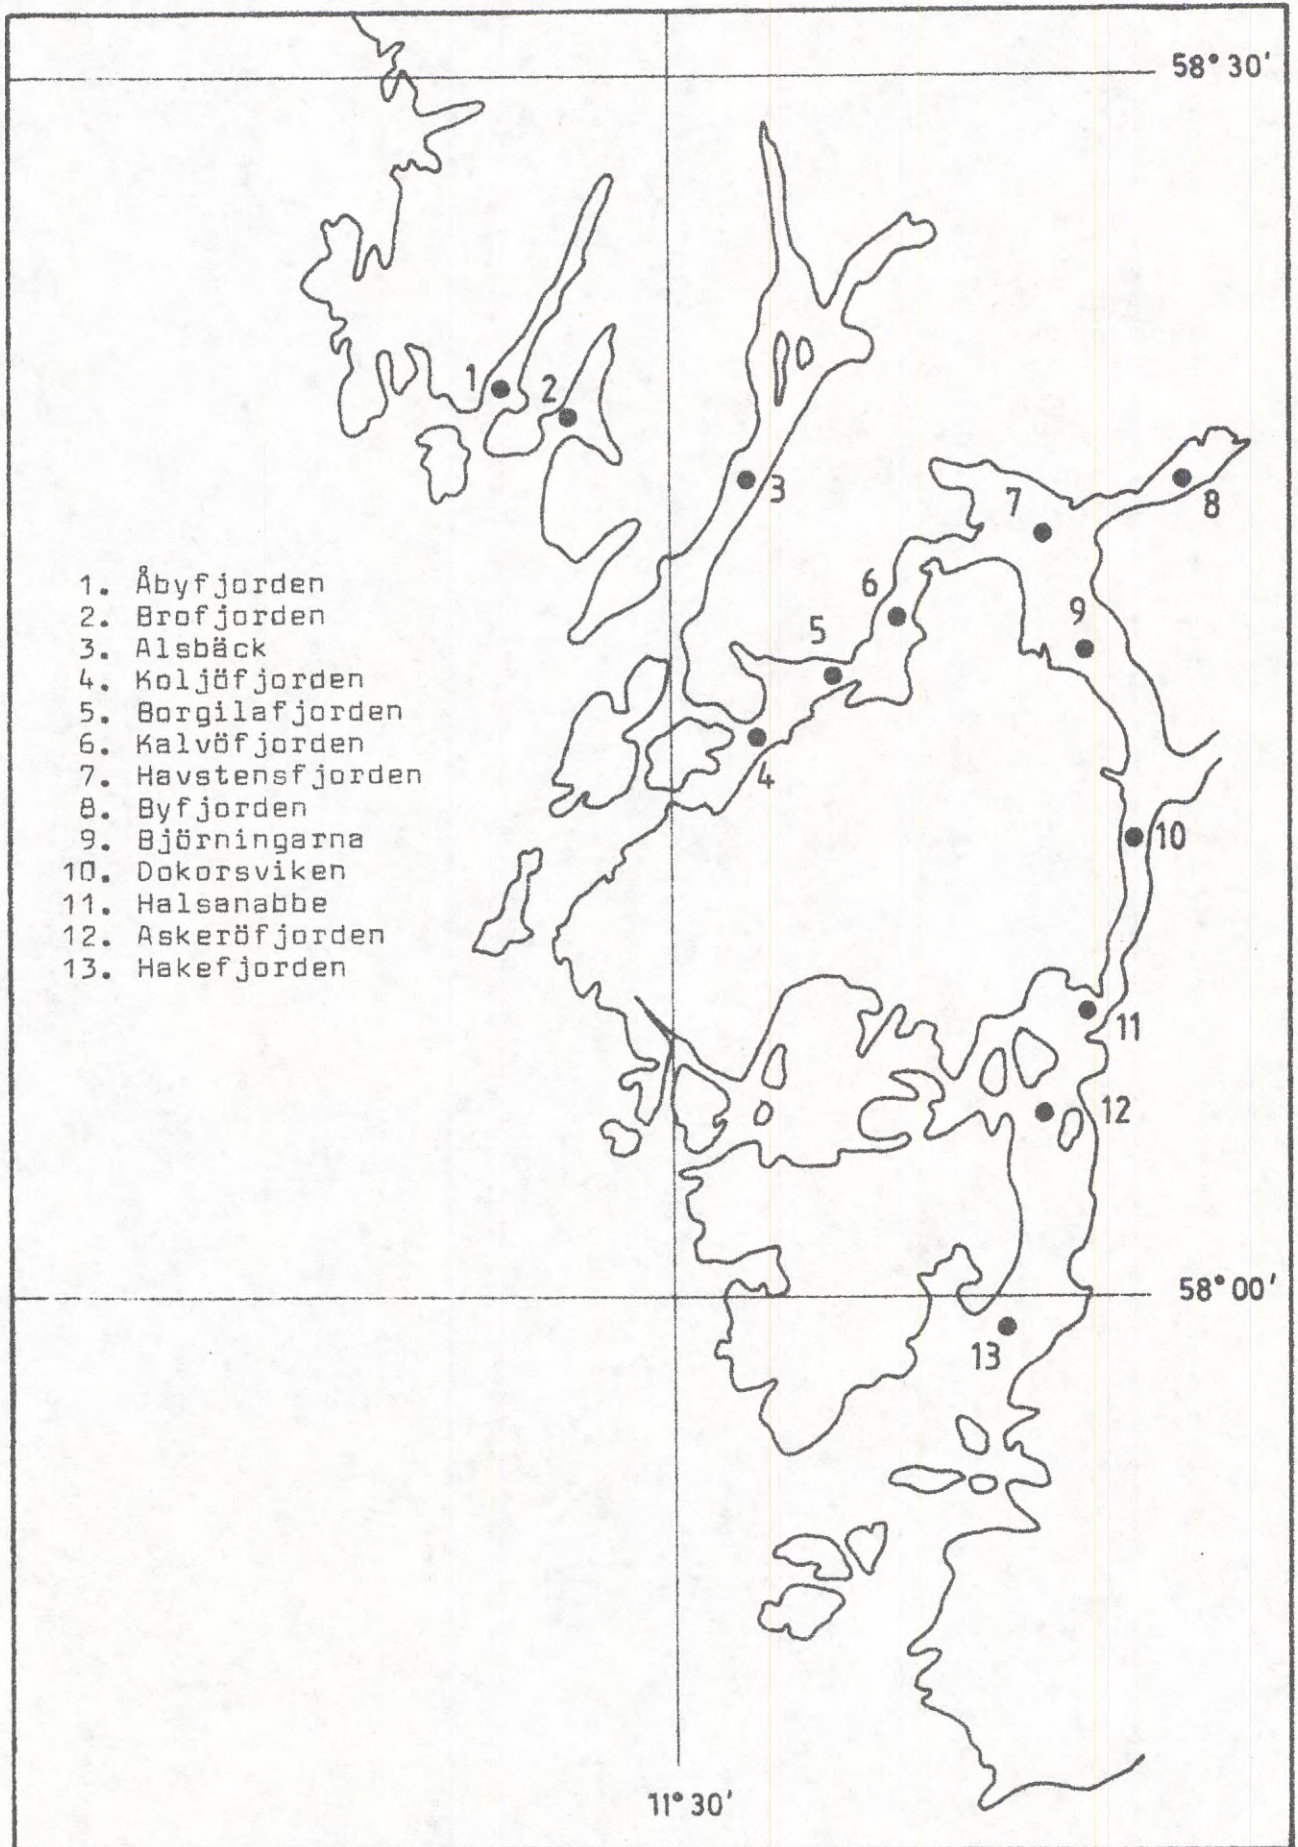 58°30'
1
2
3
7
8
6
9
5
4
10
11
12
1. Åbyfjorden
2. Brofjorden
3. Alsbäck
4. Koljöfjorden
5. Borgilafjorden
6. Kalvöfjorden
7. Havstensfjorden
8. Byfjorden
9. Björningarna
10. Dokorsviken
11. Halsanabbe
12. Askeröfjorden
13. Hakefjorden
58°00'
13
11°30'